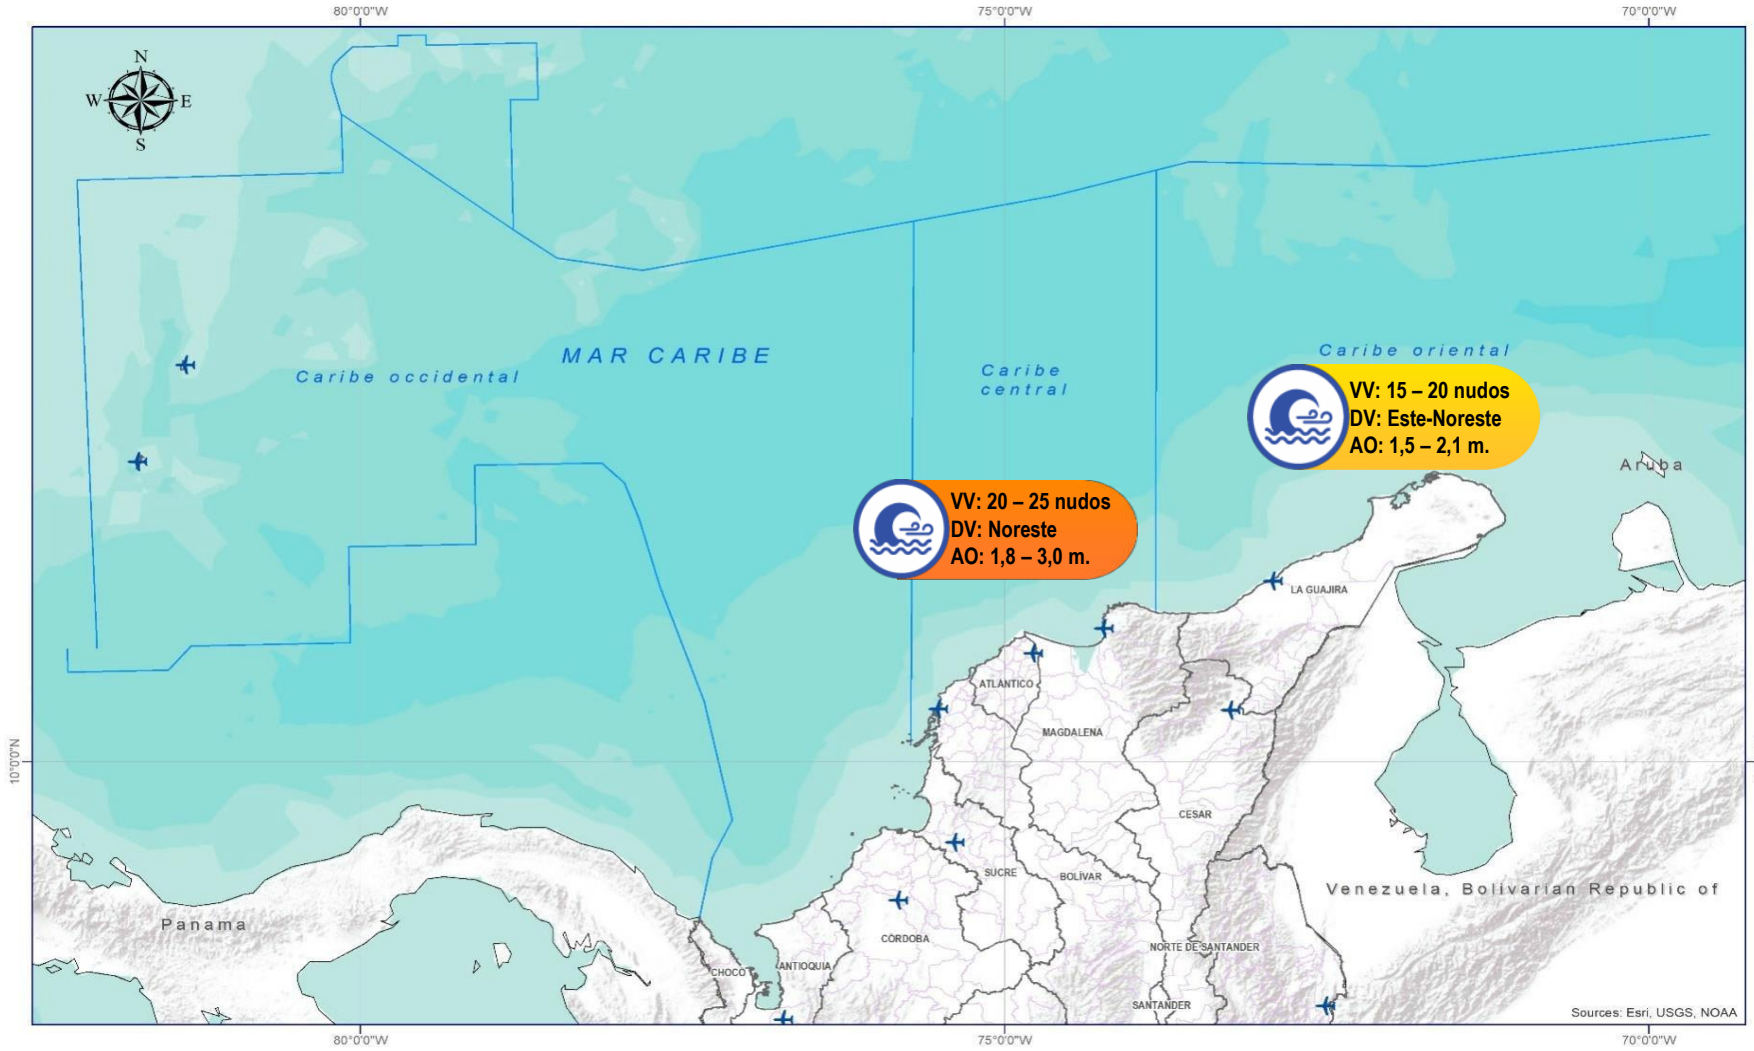 80°0'0"W
75°0'0"W
70°0'0"W
N
W
E
S
MAR CARIBE
Caribe occidental
Caribe
central
Caribe oriental
VV: 15 – 20 nudos
DV: Este-Noreste
AO: 1,5 – 2,1 m.
Aruba
VV: 20 – 25 nudos
DV: Noreste
AO: 1,8 – 3,0 m.
LA GUAJIRA
ATLÁNTICO
MAGDALENA
10°0'0"N
CESAR
SUCRE
BOLÍVAR
Venezuela, Bolivarian Republic of
Panama
CÓRDOBA
NORTE DE SANTANDER
CHOCÓ
ANTIOQUIA
SANTANDER
Sources: Esri, USGS, NOAA
80°0'0"W
75°0'0"W
70°0'0"W